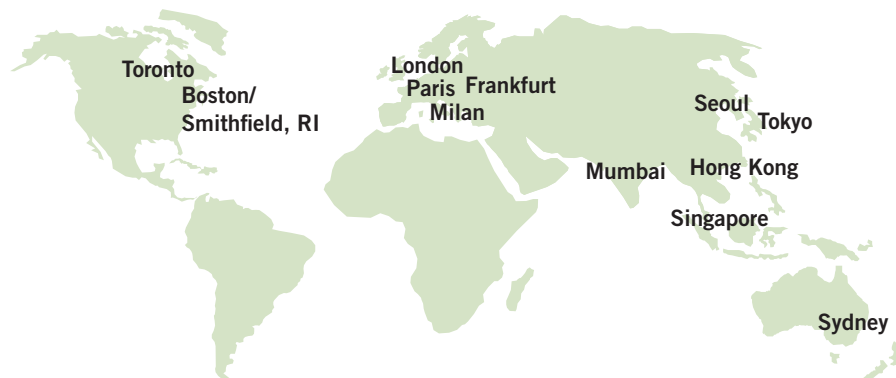 Toronto
Boston/
Smithfield, RI
London
Paris
Frankfurt
Milan
Seoul
Tokyo
Mumbai
Hong Kong
Singapore
Sydney